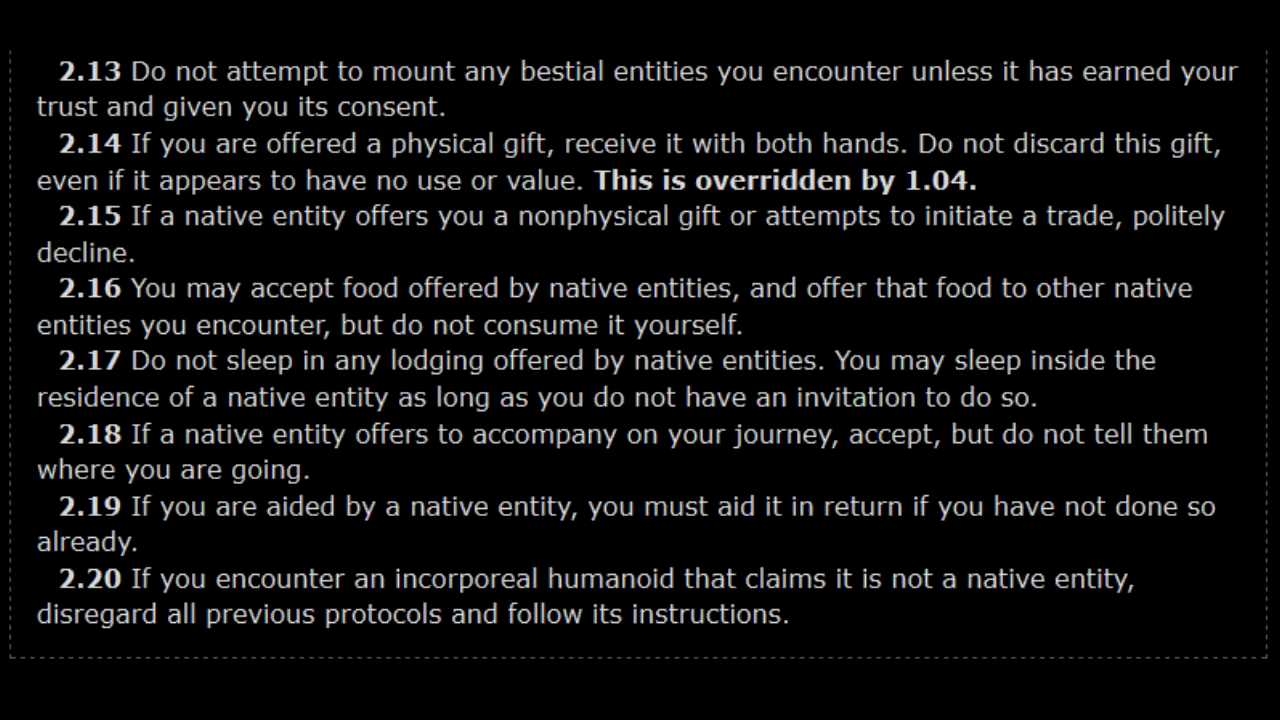 2.13 Do not attempt to mount any bestial entities you encounter unless it has earned your
trust and given you its consent.
2.14 If you are offered a physical gift, receive it with both hands. Do not discard this gift,
even if it appears to have no use or value. This is overridden by 1.04.
2.15 If a native entity offers you a nonphysical gift or attempts to initiate a trade, politely
decline.
2.16 You may accept food offered by native entities, and offer that food to other native
entities you encounter, but do not consume it yourself.
2.17 Do not sleep in any lodging offered by native entities. You may sleep inside the
residence of a native entity as long as you do not have an invitation to do so.
2.18 If a native entity offers to accompany on your journey, accept, but do not tell them
where you are going.
2.19 If you are aided by a native entity, you must aid it in return if you have not done so
already.
2.20 If you encounter an incorporeal humanoid that claims it is not a native entity,
disregard all previous protocols and follow its instructions.